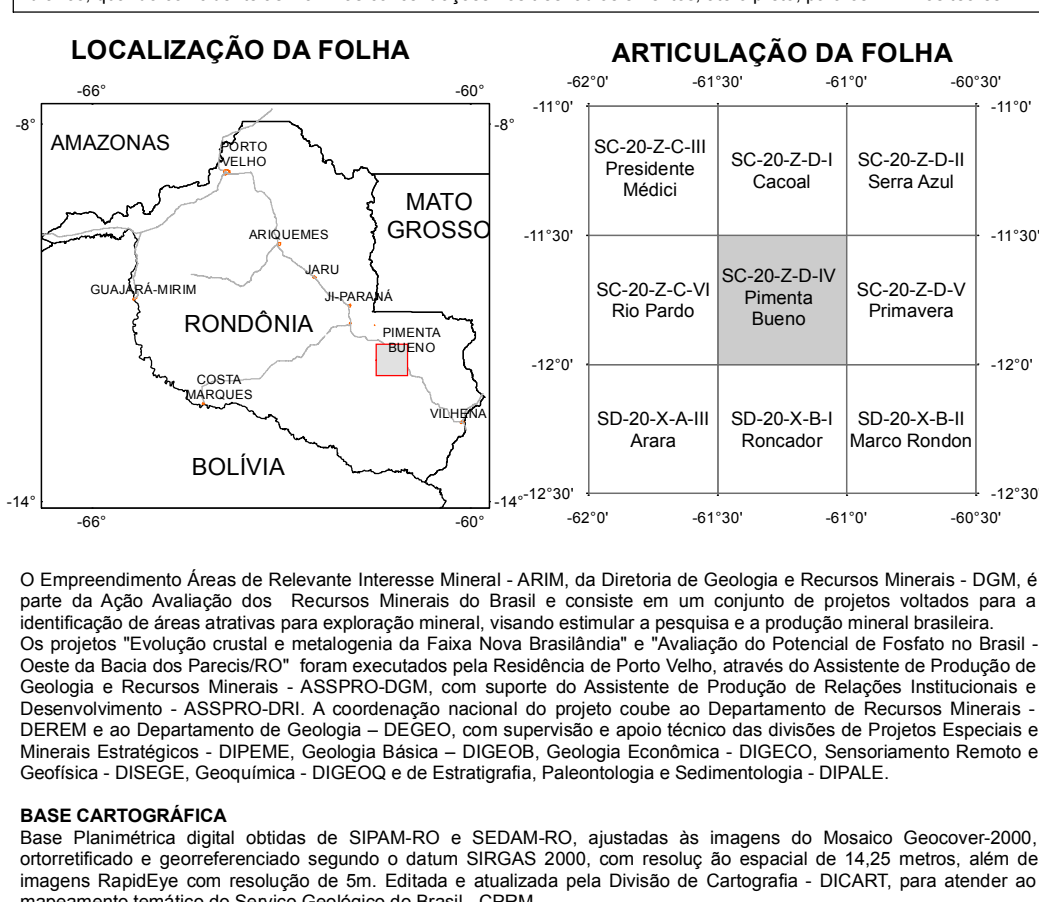 LOCALIZAÇÃO DA FOLHA
-66° -60°
-8° -8°
AMAZONAS
PORTO
VELHO
MATO
GROSSO
ARIQUEMES
JARU
GUAJARÁ-MIRIM
JI-PARANÁ
RONDÔNIA
PIMENTA
BUENO
COSTA
MARQUES
VILHENA
BOLÍVIA
-14° -14°
-66° -60°
ARTICULAÇÃO DA FOLHA
-62°0' -61°30' -61°0' -60°30'
-11°0' -11°0'
SC-20-Z-C-III
Presidente
Médici
SC-20-Z-D-I
Cacoal
SC-20-Z-D-II
Serra Azul
-11°30' -11°30'
SC-20-Z-C-VI
Rio Pardo
SC-20-Z-D-IV
Pimenta
Bueno
SC-20-Z-D-V
Primavera
-12°0' -12°0'
SD-20-X-A-III
Arara
SD-20-X-B-I
Roncador
SD-20-X-B-II
Marco Rondon
-12°30' -12°30'
-62°0' -61°30' -61°0' -60°30'
O Empreendimento Áreas de Relevante Interesse Mineral - ARIM, da Diretoria de Geologia e Recursos Minerais - DGM, é
parte da Ação Avaliação dos Recursos Minerais do Brasil e consiste em um conjunto de projetos voltados para a
identificação de áreas atrativas para exploração mineral, visando estimular a pesquisa e a produção mineral brasileira.
Os projetos "Evolução crustal e metalogenia da Faixa Nova Brasilândia" e "Avaliação do Potencial de Fosfato no Brasil -
Oeste da Bacia dos Parecis/RO" foram executados pela Residência de Porto Velho, através do Assistente de Produção de
Geologia e Recursos Minerais - ASSPRO-DGM, com suporte do Assistente de Produção de Relações Institucionais e
Desenvolvimento - ASSPRO-DRI. A coordenação nacional do projeto coube ao Departamento de Recursos Minerais -
DEREM e ao Departamento de Geologia – DEGEO, com supervisão e apoio técnico das divisões de Projetos Especiais e
Minerais Estratégicos - DIPEME, Geologia Básica – DIGEOB, Geologia Econômica - DIGECO, Sensoriamento Remoto e
Geofísica - DISEGE, Geoquímica - DIGEOQ e de Estratigrafia, Paleontologia e Sedimentologia - DIPALE.
BASE CARTOGRÁFICA
Base Planimétrica digital obtidas de SIPAM-RO e SEDAM-RO, ajustadas às imagens do Mosaico Geocover-2000,
ortorretificado e georreferenciado segundo o datum SIRGAS 2000, com resoluç ão espacial de 14,25 metros, além de
imagens RapidEye com resolução de 5m. Editada e atualizada pela Divisão de Cartografia - DICART, para atender ao
mapeamento temático do Serviço Geológico do Brasil - CPRM